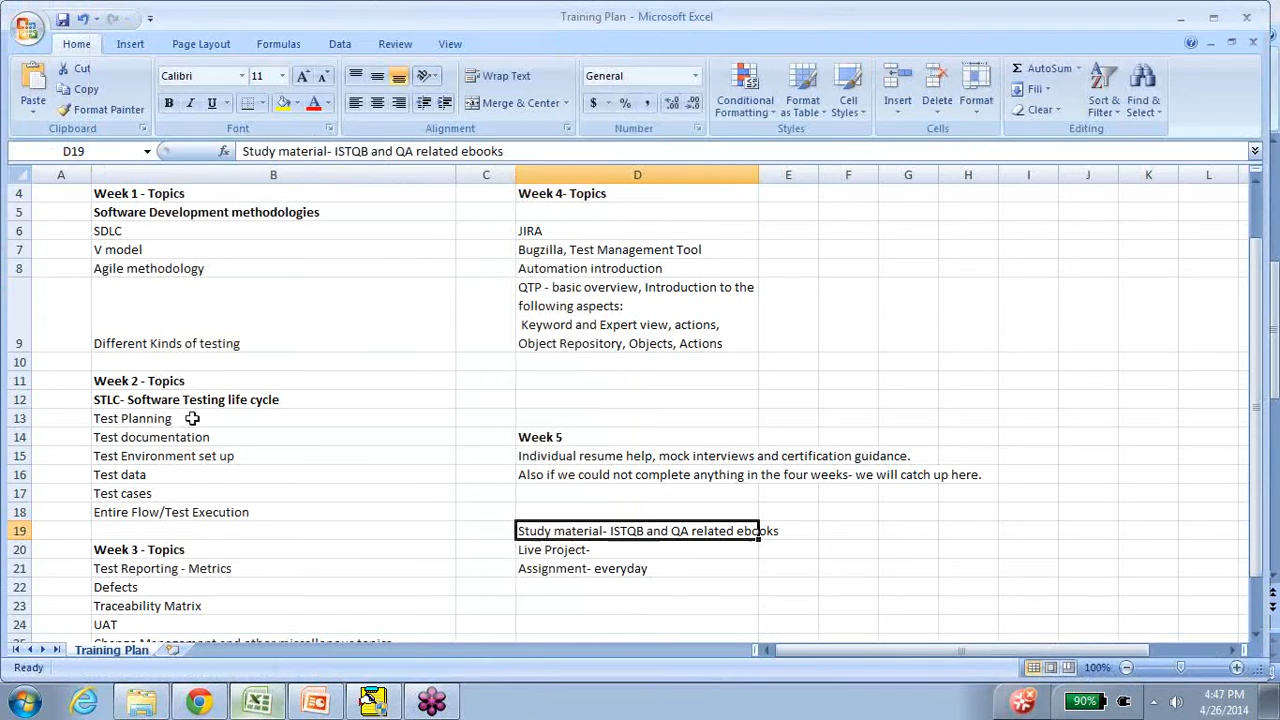 Training Plan - Microsoft Excel
Home Insert Page Layout Formulas Data Review View
Cut
Copy
Format Painter
Paste
Clipboard
Calibri 11
B I U
Font
Wrap Text
Merge & Center
Alignment
General
$ % ,
Number
Conditional Formatting
Format as Table
Cell Styles
Styles
Insert Delete Format
Cells
AutoSum
Fill
Clear
Sort & Filter
Find & Select
Editing
D19 fx Study material- ISTQB and QA related ebooks
A B C D E F G H I J K L
4 Week 1 - Topics Week 4- Topics
5 Software Development methodologies
6 SDLC JIRA
7 V model Bugzilla, Test Management Tool
8 Agile methodology Automation introduction
QTP - basic overview, Introduction to the
following aspects:
Keyword and Expert view, actions,
9 Different Kinds of testing Object Repository, Objects, Actions
10
11 Week 2 - Topics
12 STLC- Software Testing life cycle
13 Test Planning
14 Test documentation Week 5
15 Test Environment set up Individual resume help, mock interviews and certification guidance.
16 Test data Also if we could not complete anything in the four weeks- we will catch up here.
17 Test cases
18 Entire Flow/Test Execution
19 Study material- ISTQB and QA related ebooks
20 Week 3 - Topics Live Project-
21 Test Reporting - Metrics Assignment- everyday
22 Defects
23 Traceability Matrix
24 UAT
Training Plan
Ready 100%
90% 4:47 PM
4/26/2014